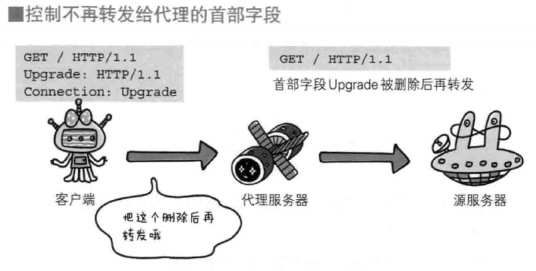 ■控制不再转发给代理的首部字段
GET / HTTP/1.1
Upgrade: HTTP/1.1
Connection: Upgrade
GET / HTTP/1.1
首部字段Upgrade被删除后再转发
客户端
代理服务器
源服务器
把这个删除后再
转发哦